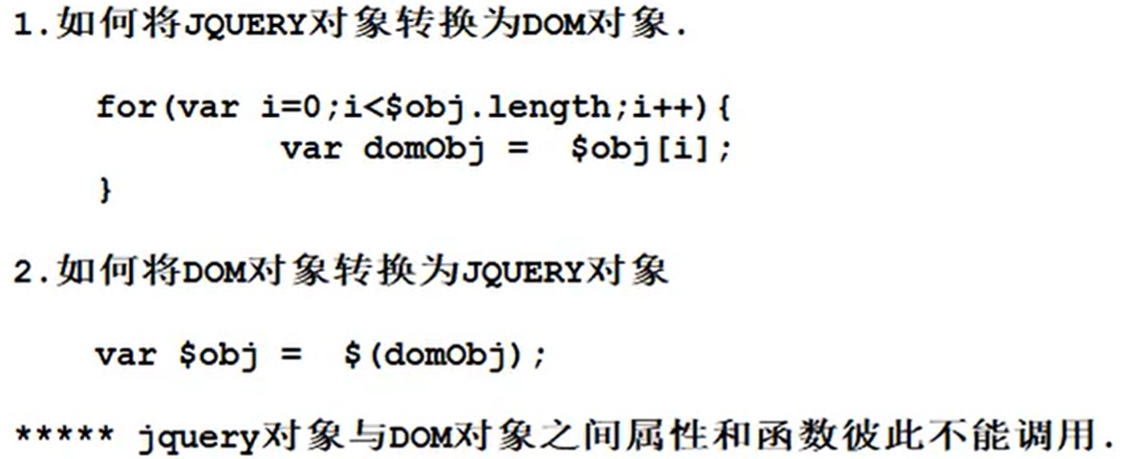 1.如何将JQUERY对象转换为DOM对象.
for(var i=0;i<$obj.length;i++){
var domObj = $obj[i];
}
2.如何将DOM对象转换为JQUERY对象
var $obj = $(domObj);
***** jquery对象与DOM对象之间属性和函数彼此不能调用.